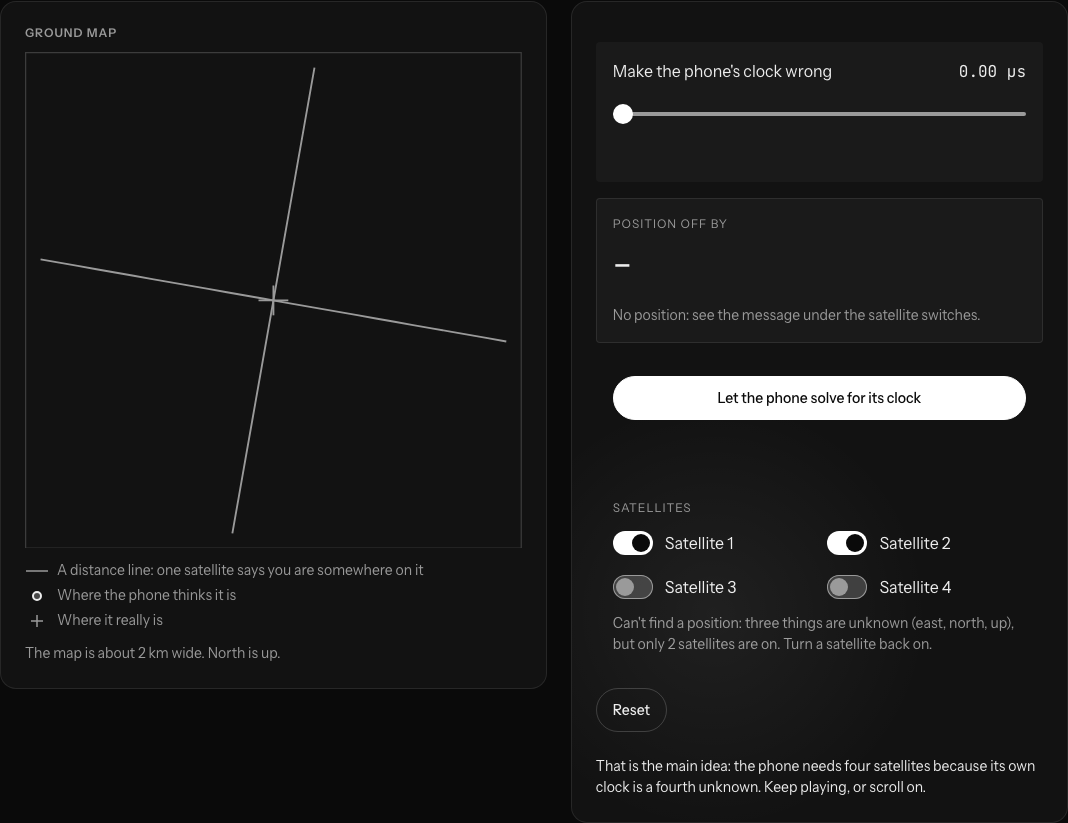 GROUND MAP
A distance line: one satellite says you are somewhere on it
Where the phone thinks it is
Where it really is
The map is about 2 km wide. North is up.
Make the phone's clock wrong
0.00 µs
POSITION OFF BY
–
No position: see the message under the satellite switches.
Let the phone solve for its clock
SATELLITES
Satellite 1
Satellite 2
Satellite 3
Satellite 4
Can't find a position: three things are unknown (east, north, up),
but only 2 satellites are on. Turn a satellite back on.
Reset
That is the main idea: the phone needs four satellites because its own
clock is a fourth unknown. Keep playing, or scroll on.